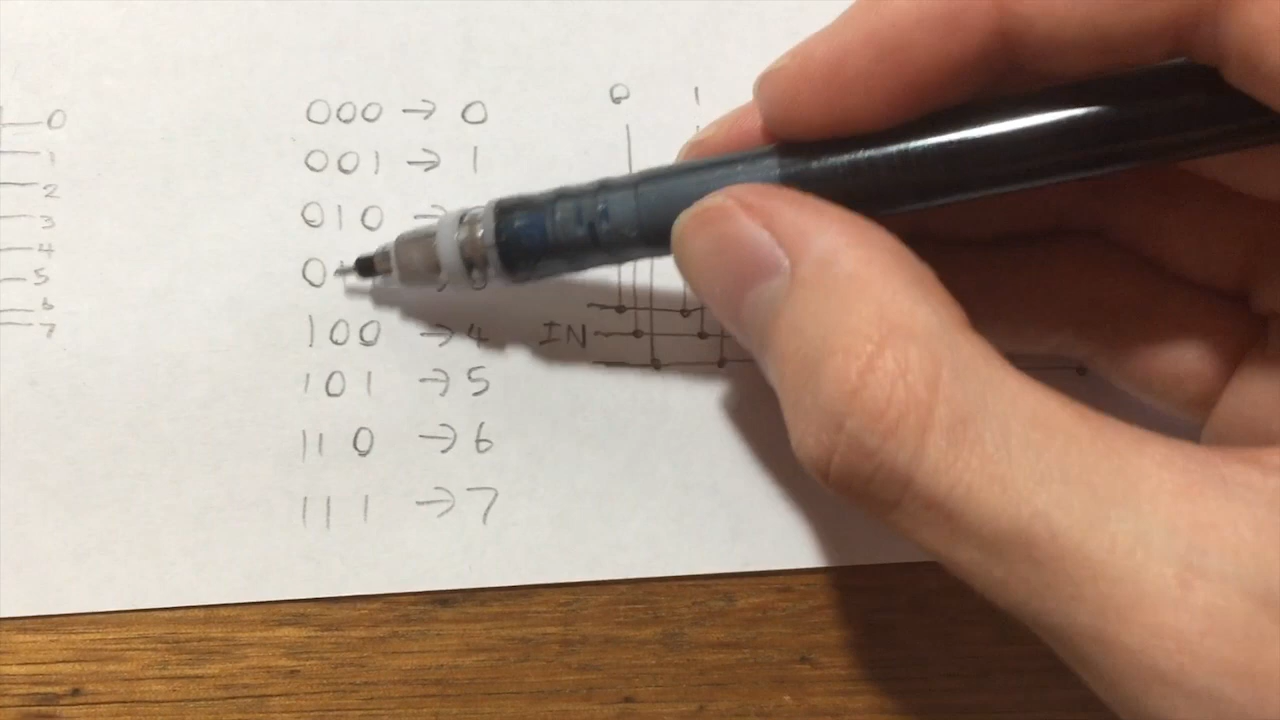 0
1
2
3
4
5
6
7
000 → 0
001 → 1
010 →
0
100 → 4
101 → 5
110 → 6
111 → 7
0 1
IN